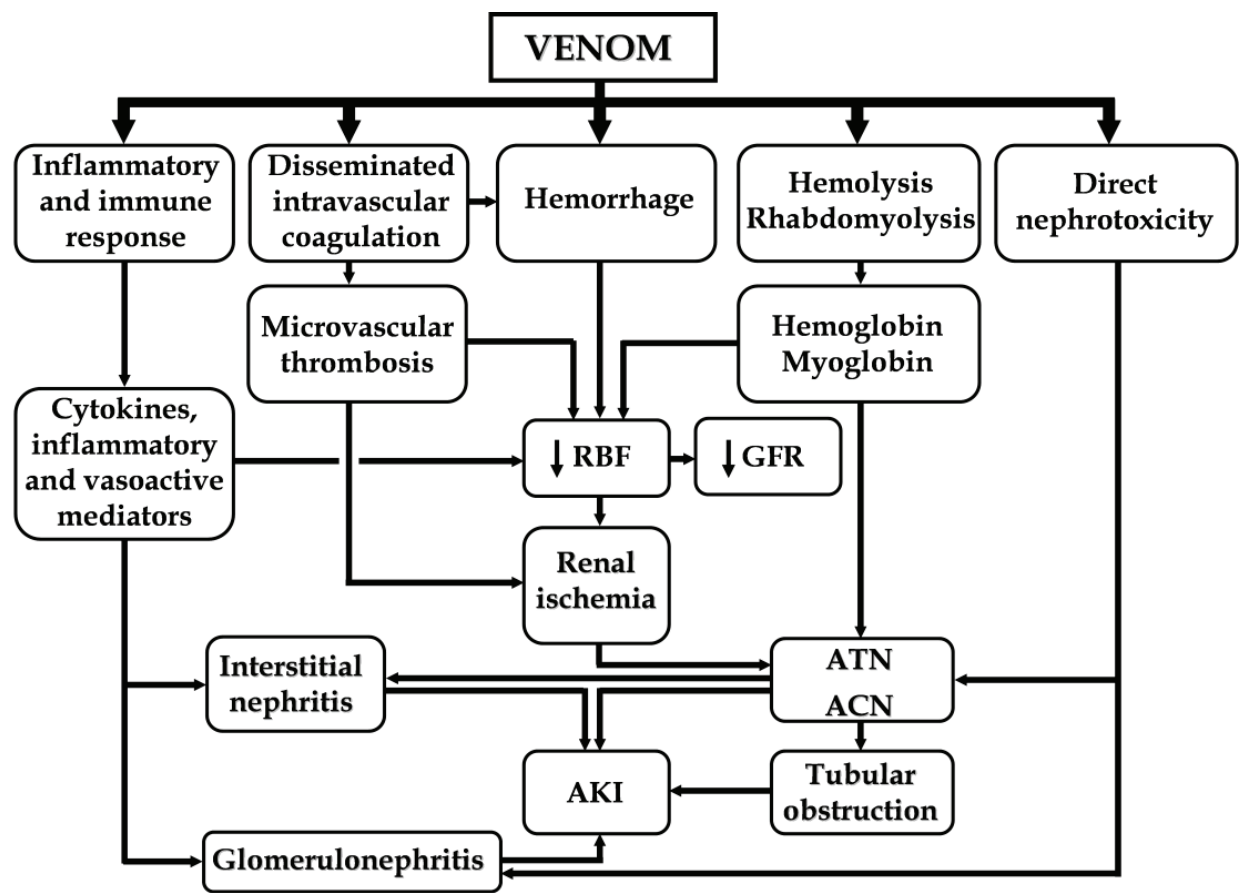 VENOM
Inflammatory
and immune
response
Disseminated
intravascular
coagulation
Hemorrhage
Hemolysis
Rhabdomyolysis
Direct
nephrotoxicity
Microvascular
thrombosis
Hemoglobin
Myoglobin
Cytokines,
inflammatory
and vasoactive
mediators
↓ RBF
↓ GFR
Renal
ischemia
Interstitial
nephritis
ATN
ACN
AKI
Tubular
obstruction
Glomerulonephritis